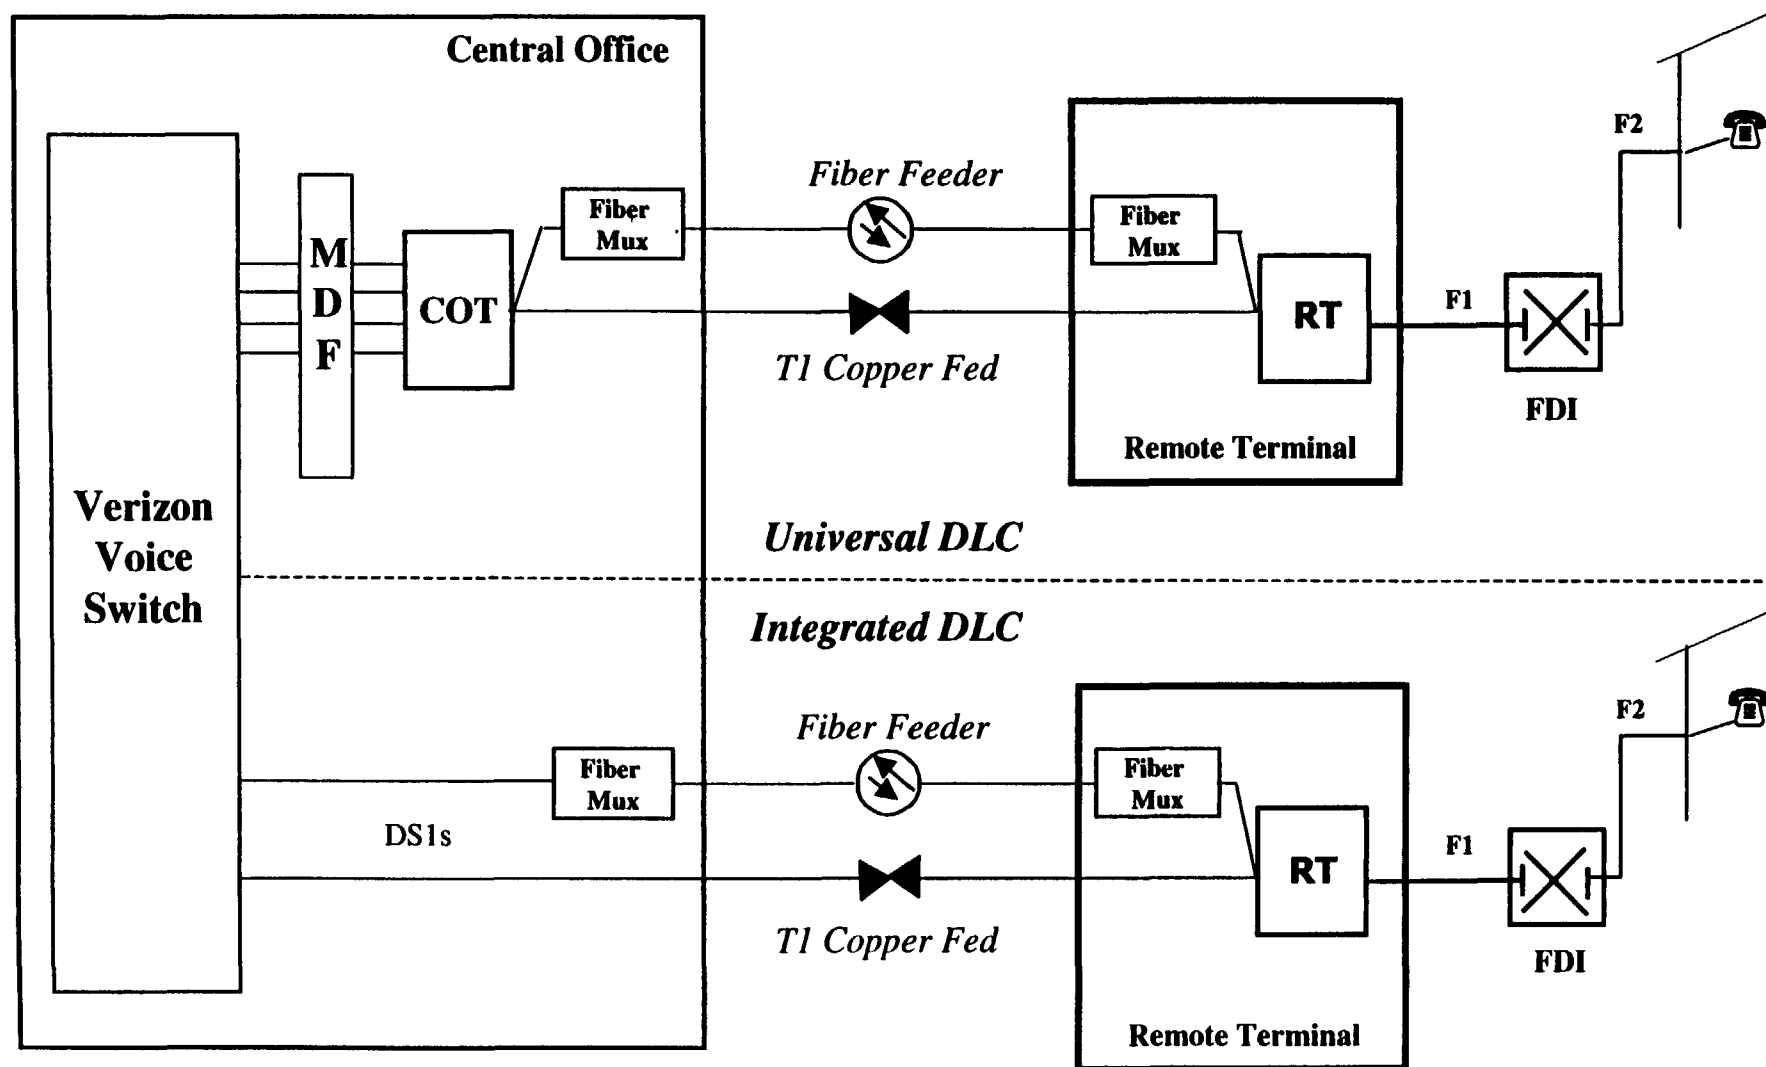 Central Office
Fiber Feeder
F2
Fiber
Mux
Fiber
Mux
M
D
F
COT
RT
F1
T1 Copper Fed
FDI
Remote Terminal
Verizon
Voice
Switch
Universal DLC
Integrated DLC
Fiber Feeder
F2
Fiber
Mux
Fiber
Mux
DS1s
RT
F1
T1 Copper Fed
FDI
Remote Terminal